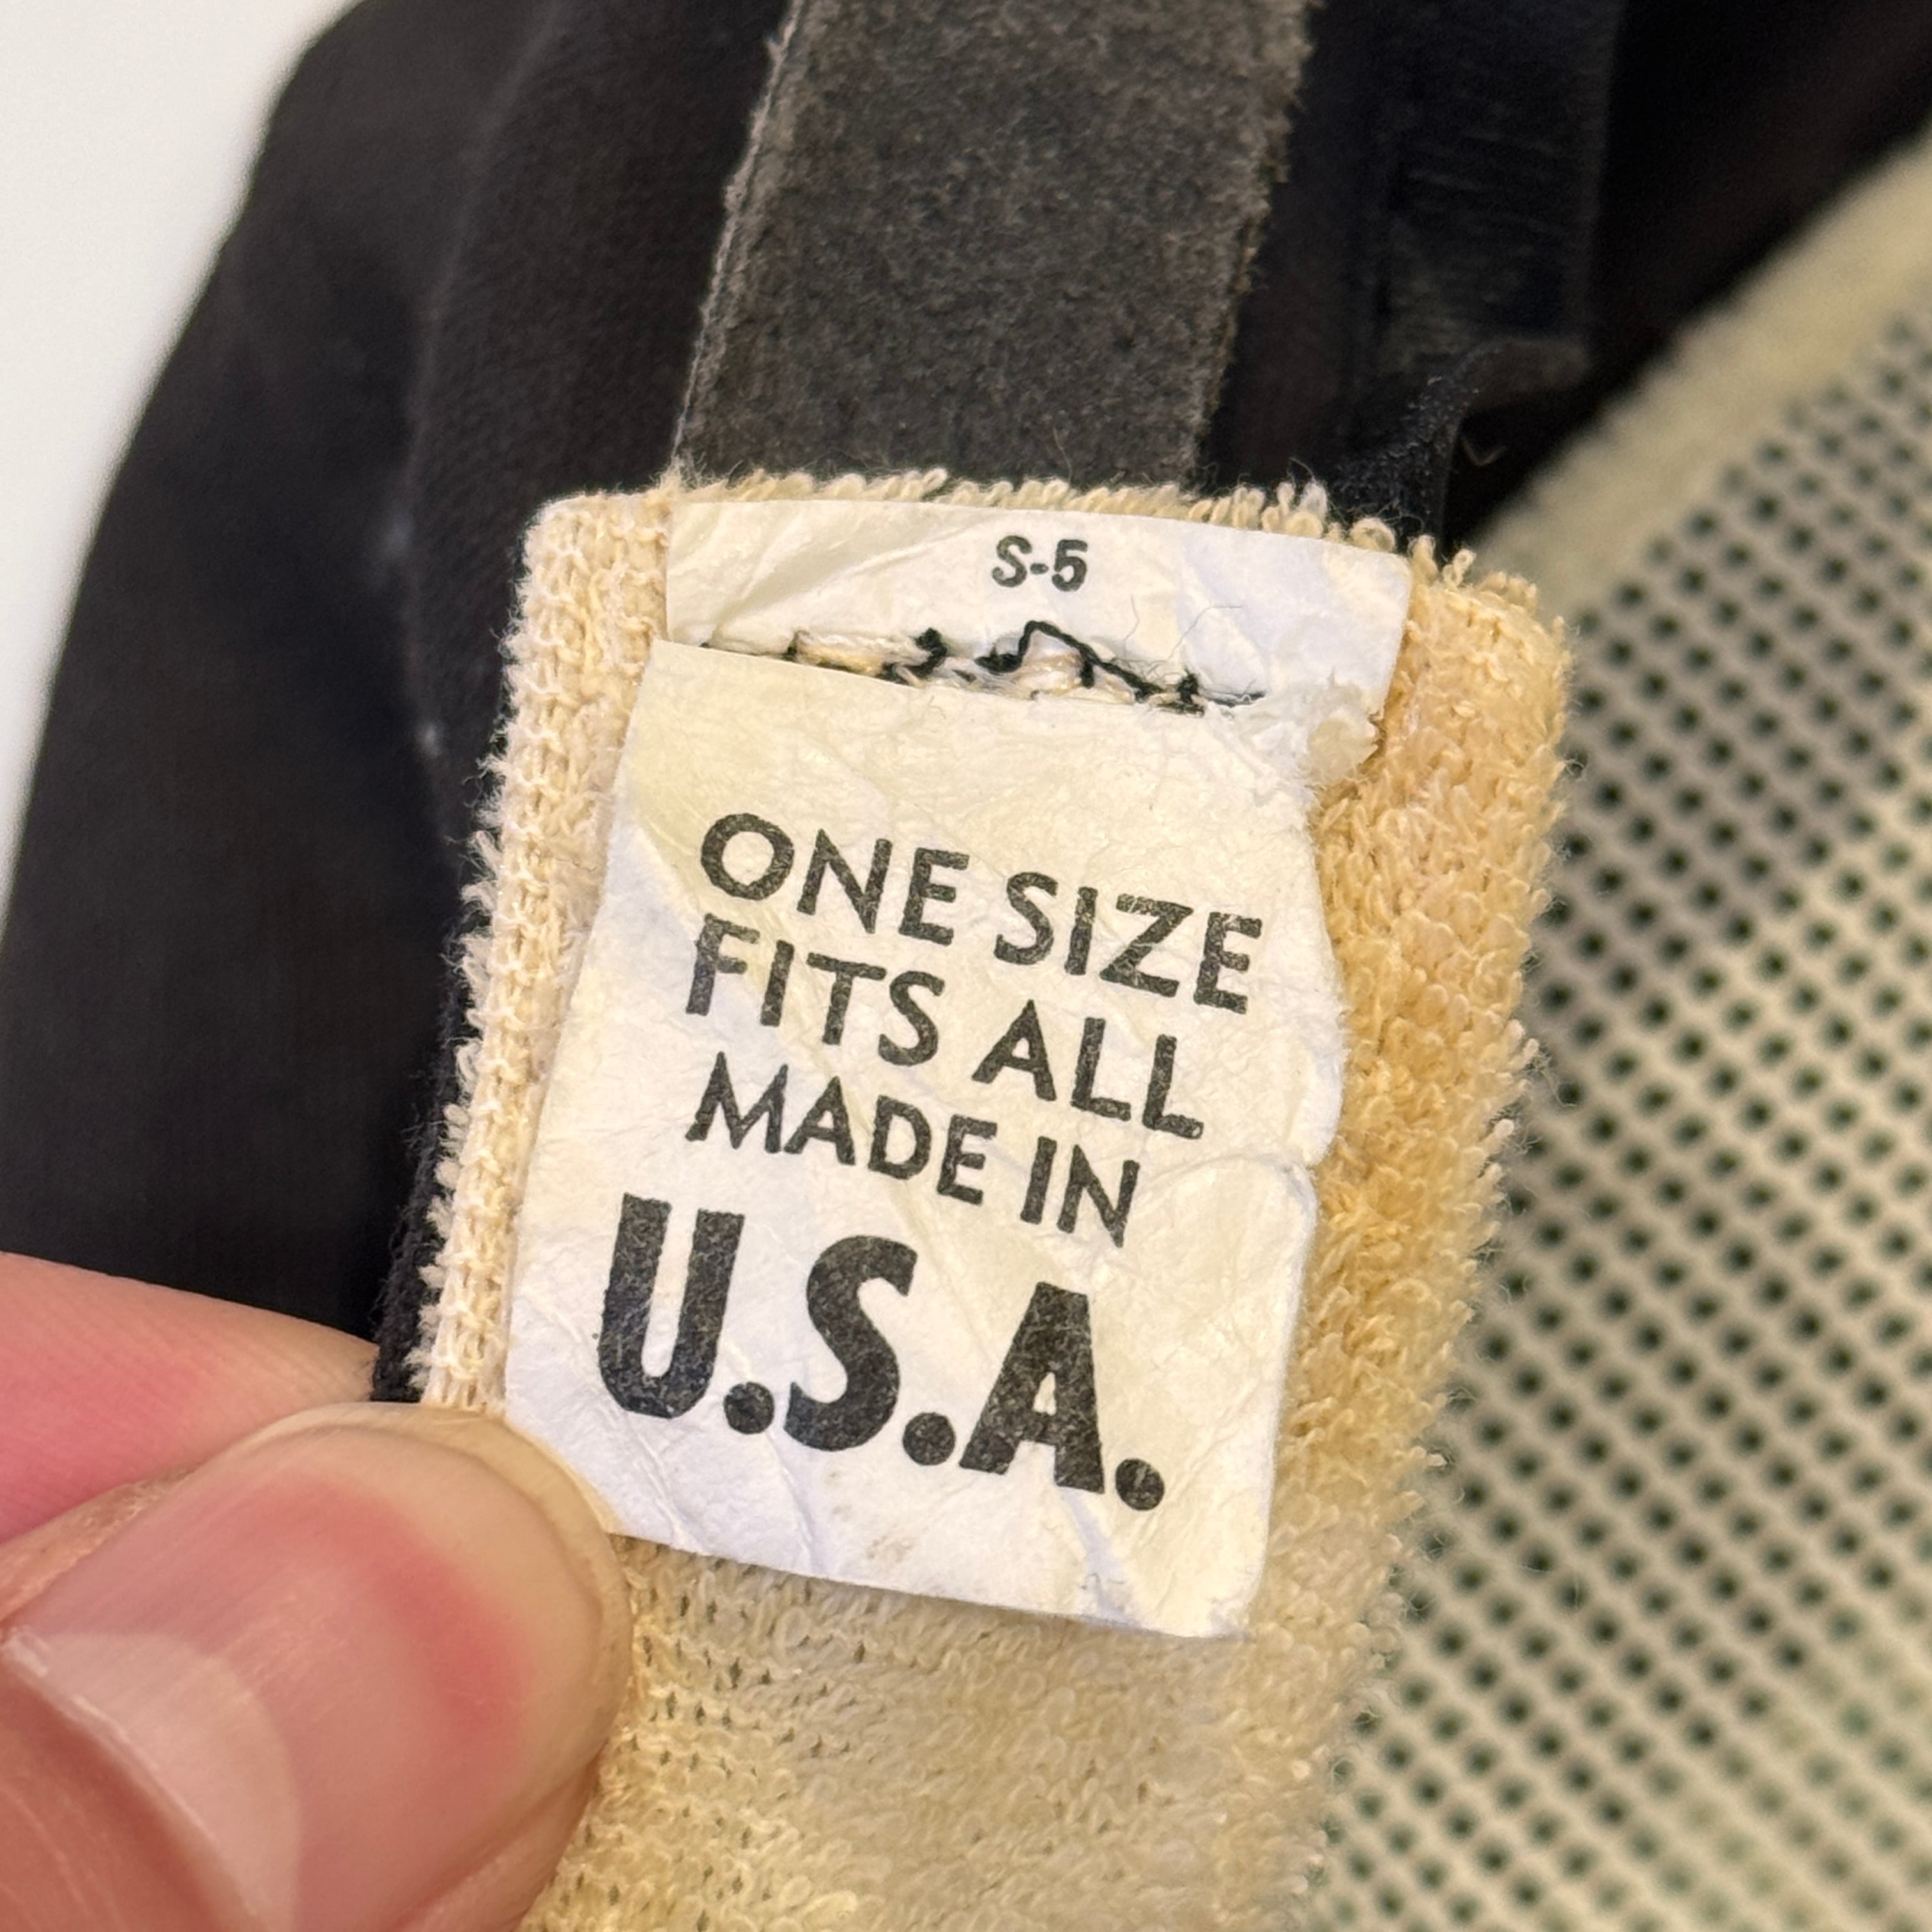 S-5
ONE SIZE
FITS ALL
MADE IN
U.S.A.